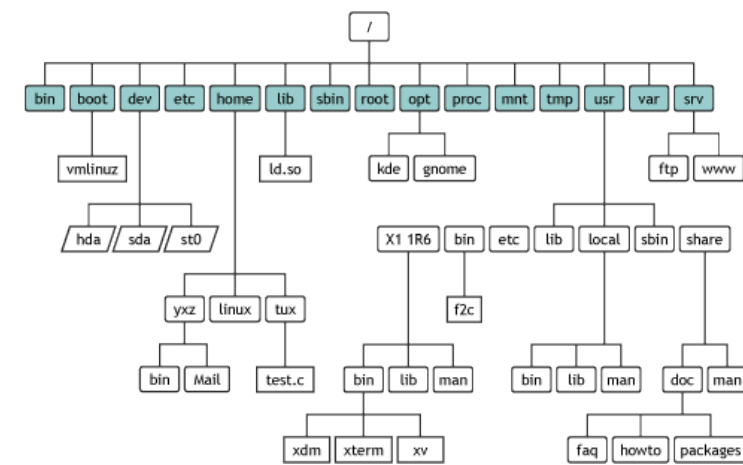 /
bin boot dev etc home lib sbin root opt proc mnt tmp usr var srv
vmlinuz ld.so kde gnome ftp www
hda sda st0 X1 1R6 bin etc lib local sbin share
yxz linux tux f2c
bin Mail test.c bin lib man bin lib man doc man
xdm xterm xv faq howto packages